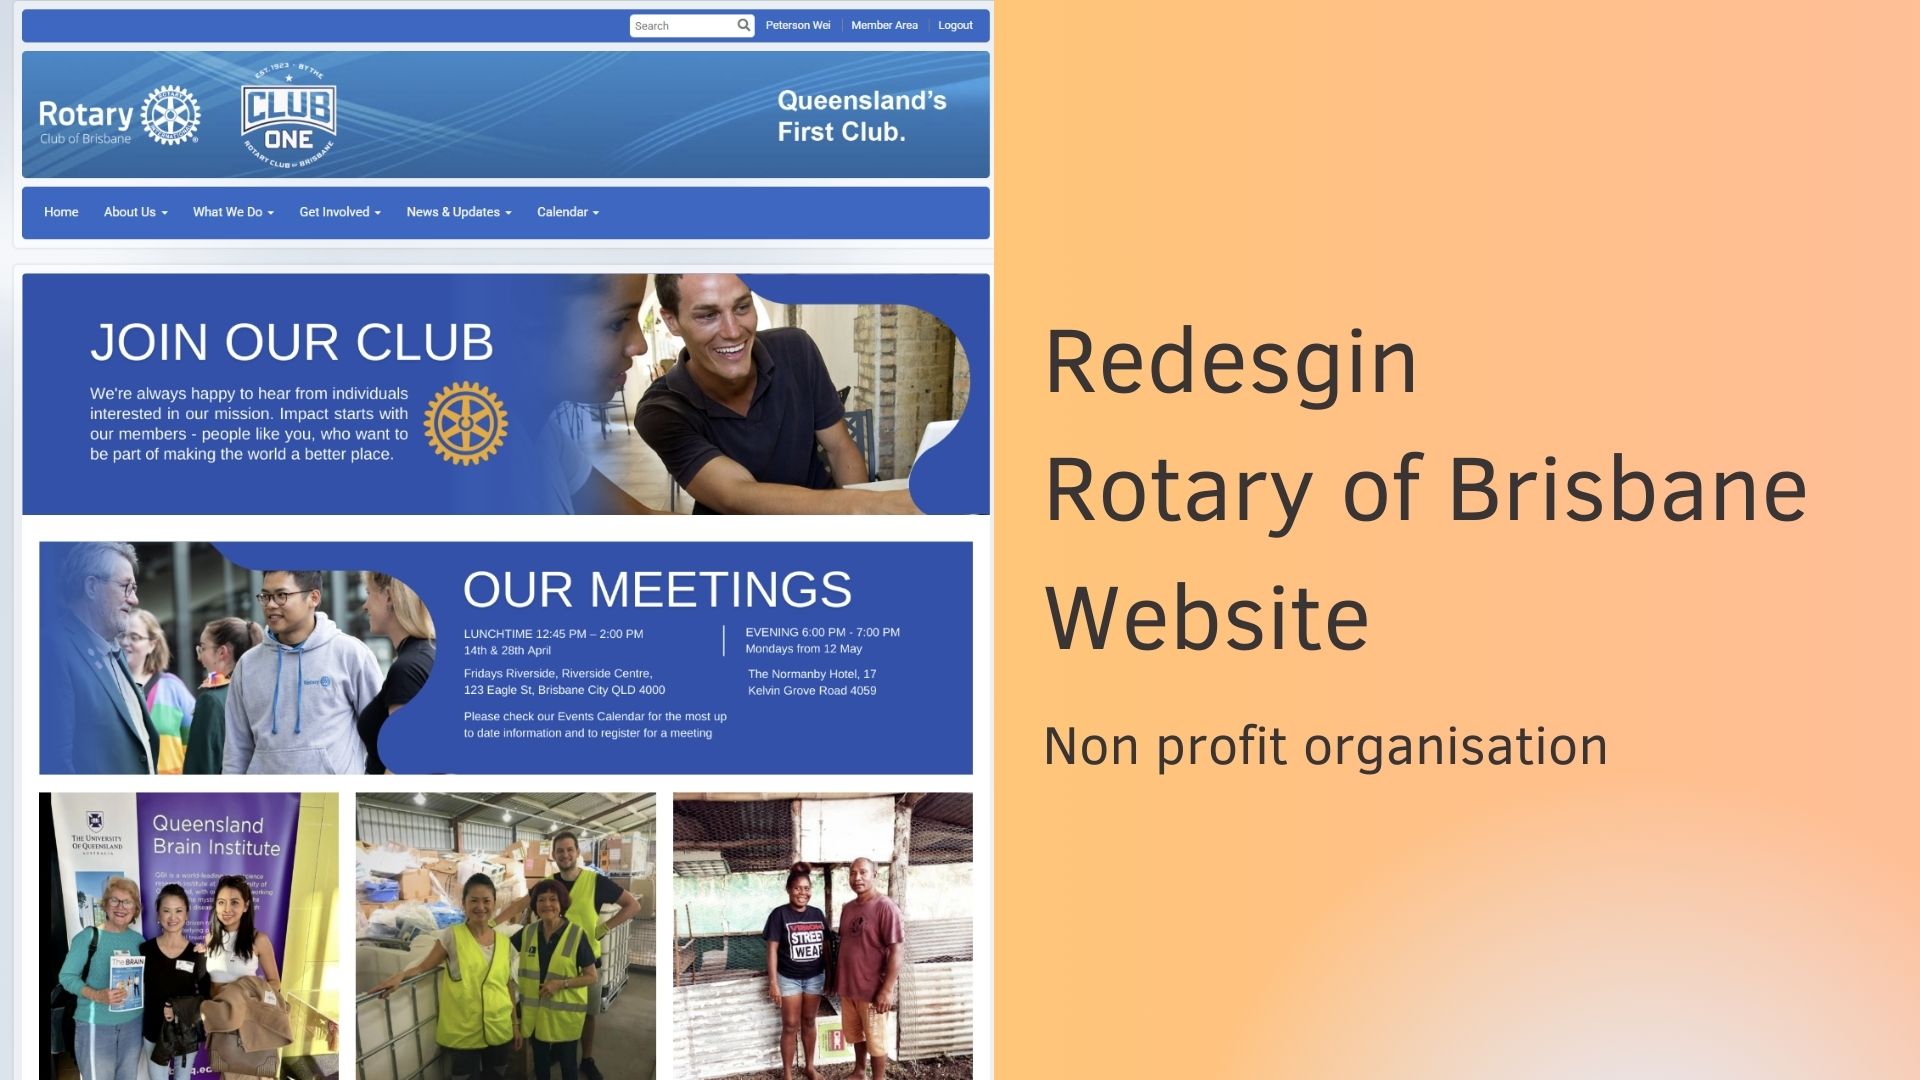 Search
Peterson Wei
Member Area
Logout
Rotary
Club of Brisbane
EST. 1923 · BY THE
CLUB
ONE
ROTARY CLUB OF BRISBANE
Queensland's
First Club.
Home
About Us
What We Do
Get Involved
News & Updates
Calendar
JOIN OUR CLUB
We're always happy to hear from individuals
interested in our mission. Impact starts with
our members - people like you, who want to
be part of making the world a better place.
OUR MEETINGS
LUNCHTIME 12:45 PM – 2:00 PM
14th & 28th April
Fridays Riverside, Riverside Centre,
123 Eagle St, Brisbane City QLD 4000
Please check our Events Calendar for the most up
to date information and to register for a meeting
EVENING 6:00 PM - 7:00 PM
Mondays from 12 May
The Normanby Hotel, 17
Kelvin Grove Road 4059
THE UNIVERSITY
OF QUEENSLAND
AUSTRALIA
Queensland
Brain Institute
The BRAIN
STREET
WEAR
Redesgin
Rotary of Brisbane
Website
Non profit organisation